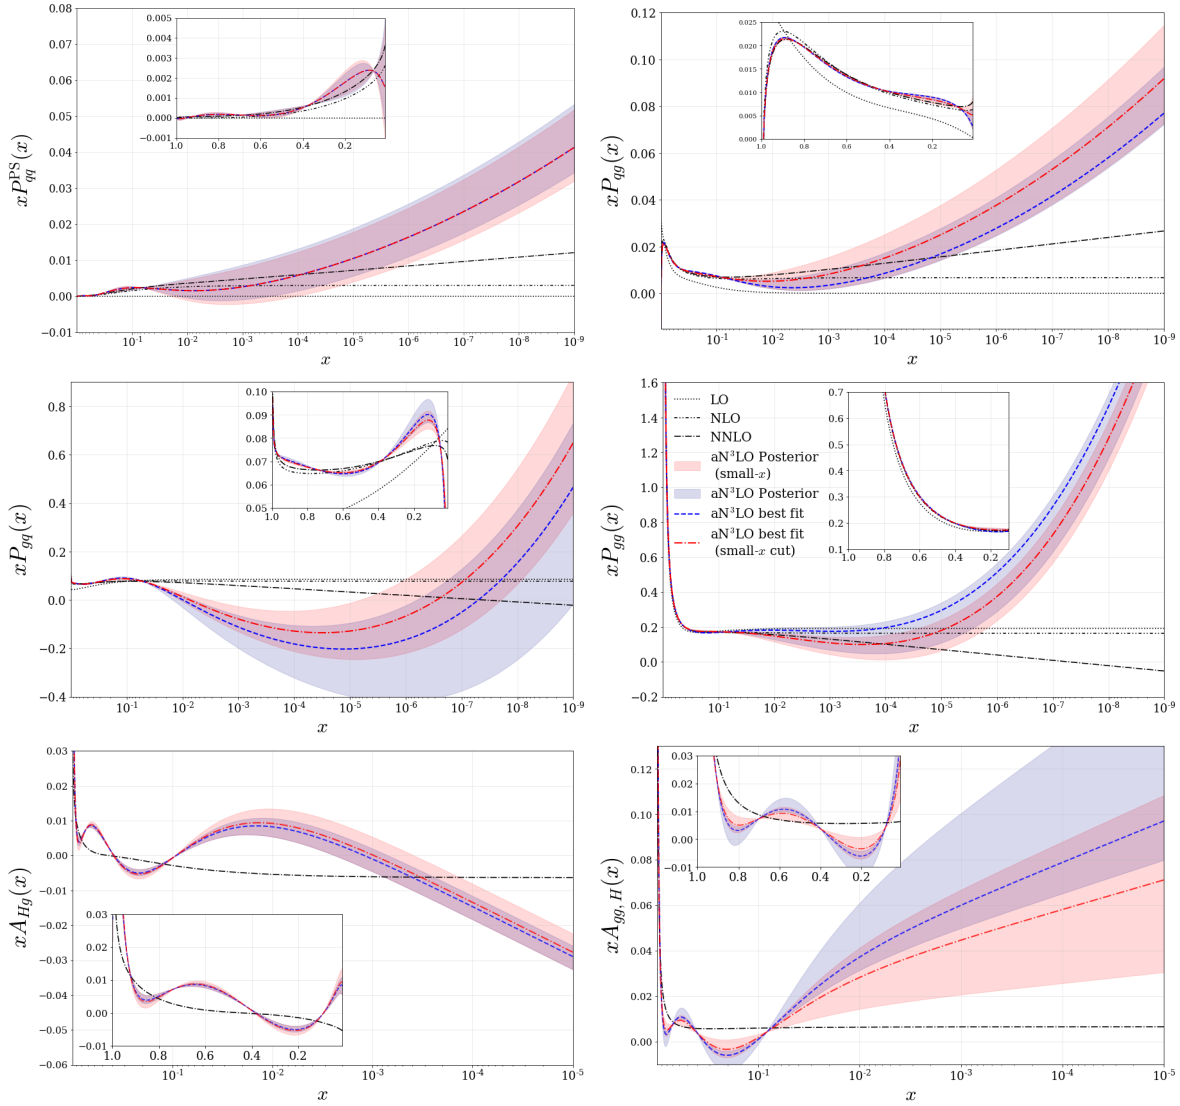 0.08
0.07
0.06
0.05
0.04
0.03
0.02
0.01
0.00
−0.01
xP_{qq}^{PS}(x)
0.005
0.004
0.003
0.002
0.001
0.000
−0.001
1.0 0.8 0.6 0.4 0.2
10⁻¹ 10⁻² 10⁻³ 10⁻⁴ 10⁻⁵ 10⁻⁶ 10⁻⁷ 10⁻⁸ 10⁻⁹
x
0.12
0.10
0.08
0.06
0.04
0.02
0.00
xP_{qg}(x)
0.025
0.020
0.015
0.010
0.005
0.000
1.0 0.8 0.6 0.4 0.2
10⁻¹ 10⁻² 10⁻³ 10⁻⁴ 10⁻⁵ 10⁻⁶ 10⁻⁷ 10⁻⁸ 10⁻⁹
x
0.8
0.6
0.4
0.2
0.0
−0.2
−0.4
xP_{gq}(x)
0.10
0.09
0.08
0.07
0.06
0.05
1.0 0.8 0.6 0.4 0.2
10⁻¹ 10⁻² 10⁻³ 10⁻⁴ 10⁻⁵ 10⁻⁶ 10⁻⁷ 10⁻⁸ 10⁻⁹
x
1.6
1.4
1.2
1.0
0.8
0.6
0.4
0.2
0.0
−0.2
xP_{gg}(x)
LO
NLO
NNLO
aN³LO Posterior
(small-x)
aN³LO Posterior
aN³LO best fit
aN³LO best fit
(small-x cut)
0.7
0.6
0.5
0.4
0.3
0.2
0.1
1.0 0.8 0.6 0.4 0.2
10⁻¹ 10⁻² 10⁻³ 10⁻⁴ 10⁻⁵ 10⁻⁶ 10⁻⁷ 10⁻⁸ 10⁻⁹
x
0.03
0.02
0.01
0.00
−0.01
−0.02
−0.03
−0.04
−0.05
−0.06
xA_{Hg}(x)
0.03
0.02
0.01
0.00
−0.01
1.0 0.8 0.6 0.4 0.2
10⁻¹ 10⁻² 10⁻³ 10⁻⁴ 10⁻⁵
x
0.12
0.10
0.08
0.06
0.04
0.02
0.00
xA_{gg, H}(x)
0.03
0.02
0.01
0.00
−0.01
1.0 0.8 0.6 0.4 0.2
10⁻¹ 10⁻² 10⁻³ 10⁻⁴ 10⁻⁵
x